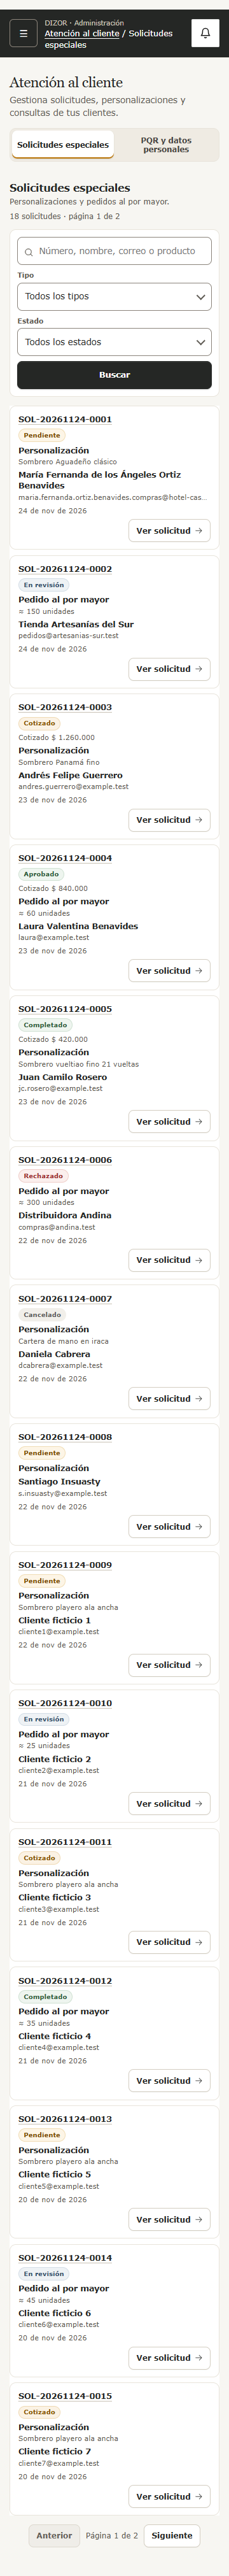 DIZOR · Administración
Atención al cliente / Solicitudes
especiales
Atención al cliente
Gestiona solicitudes, personalizaciones y
consultas de tus clientes.
Solicitudes especiales
PQR y datos
personales
Solicitudes especiales
Personalizaciones y pedidos al por mayor.
18 solicitudes · página 1 de 2
Número, nombre, correo o producto
Tipo
Todos los tipos
Estado
Todos los estados
Buscar
SOL-20261124-0001
Pendiente
Personalización
Sombrero Aguadeño clásico
María Fernanda de los Ángeles Ortiz
Benavides
maria.fernanda.ortiz.benavides.compras@hotel-cas...
24 de nov de 2026
Ver solicitud →
SOL-20261124-0002
En revisión
Pedido al por mayor
≈ 150 unidades
Tienda Artesanías del Sur
pedidos@artesanias-sur.test
24 de nov de 2026
Ver solicitud →
SOL-20261124-0003
Cotizado
Cotizado $ 1.260.000
Personalización
Sombrero Panamá fino
Andrés Felipe Guerrero
andres.guerrero@example.test
23 de nov de 2026
Ver solicitud →
SOL-20261124-0004
Aprobado
Cotizado $ 840.000
Pedido al por mayor
≈ 60 unidades
Laura Valentina Benavides
laura@example.test
23 de nov de 2026
Ver solicitud →
SOL-20261124-0005
Completado
Cotizado $ 420.000
Personalización
Sombrero vueltiao fino 21 vueltas
Juan Camilo Rosero
jc.rosero@example.test
23 de nov de 2026
Ver solicitud →
SOL-20261124-0006
Rechazado
Pedido al por mayor
≈ 300 unidades
Distribuidora Andina
compras@andina.test
22 de nov de 2026
Ver solicitud →
SOL-20261124-0007
Cancelado
Personalización
Cartera de mano en iraca
Daniela Cabrera
dcabrera@example.test
22 de nov de 2026
Ver solicitud →
SOL-20261124-0008
Pendiente
Personalización
Santiago Insuasty
s.insuasty@example.test
22 de nov de 2026
Ver solicitud →
SOL-20261124-0009
Pendiente
Personalización
Sombrero playero ala ancha
Cliente ficticio 1
cliente1@example.test
22 de nov de 2026
Ver solicitud →
SOL-20261124-0010
En revisión
Pedido al por mayor
≈ 25 unidades
Cliente ficticio 2
cliente2@example.test
21 de nov de 2026
Ver solicitud →
SOL-20261124-0011
Cotizado
Personalización
Sombrero playero ala ancha
Cliente ficticio 3
cliente3@example.test
21 de nov de 2026
Ver solicitud →
SOL-20261124-0012
Completado
Pedido al por mayor
≈ 35 unidades
Cliente ficticio 4
cliente4@example.test
21 de nov de 2026
Ver solicitud →
SOL-20261124-0013
Pendiente
Personalización
Sombrero playero ala ancha
Cliente ficticio 5
cliente5@example.test
20 de nov de 2026
Ver solicitud →
SOL-20261124-0014
En revisión
Pedido al por mayor
≈ 45 unidades
Cliente ficticio 6
cliente6@example.test
20 de nov de 2026
Ver solicitud →
SOL-20261124-0015
Cotizado
Personalización
Sombrero playero ala ancha
Cliente ficticio 7
cliente7@example.test
20 de nov de 2026
Ver solicitud →
Anterior
Página 1 de 2
Siguiente